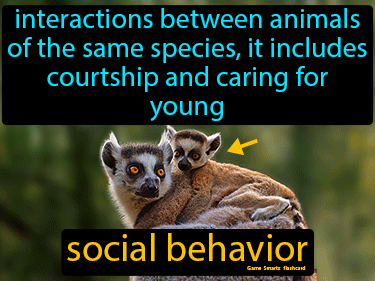 interactions between animals
of the same species, it includes
courtship and caring for
young
social behavior
Game Smartz flashcard